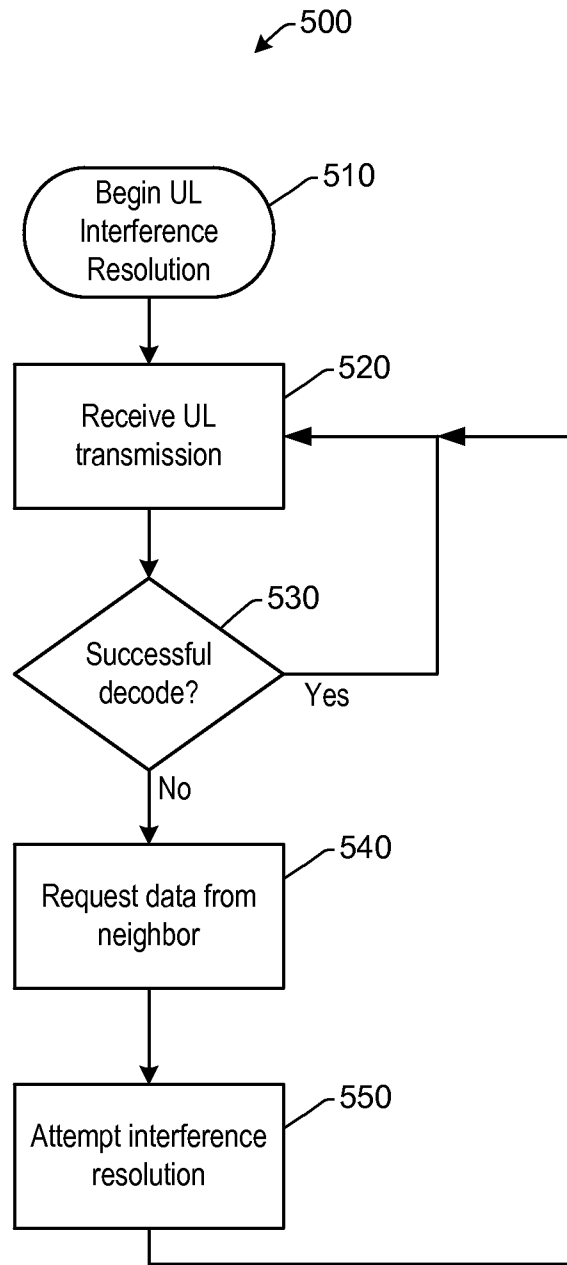 500
Begin UL
Interference
Resolution
510
Receive UL
transmission
520
Successful
decode?
530
Yes
No
Request data from
neighbor
540
Attempt interference
resolution
550